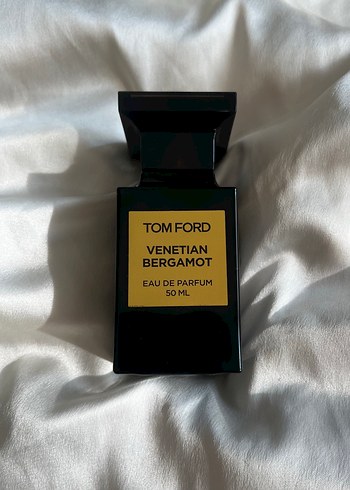 TOM FORD
VENETIAN
BERGAMOT
EAU DE PARFUM
50 ML